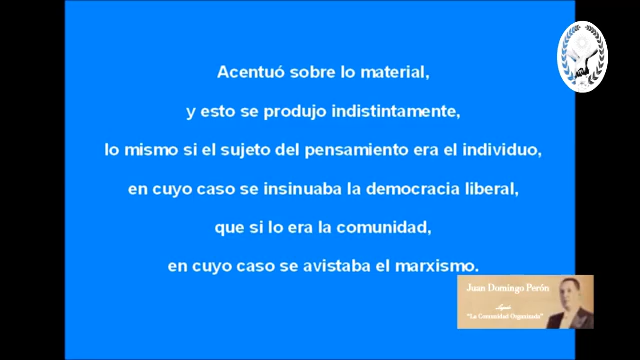 Acentuó sobre lo material,
y esto se produjo indistintamente,
lo mismo si el sujeto del pensamiento era el individuo,
en cuyo caso se insinuaba la democracia liberal,
que si lo era la comunidad,
en cuyo caso se avistaba el marxismo.
Juan Domingo Perón
"La Comunidad Organizada"